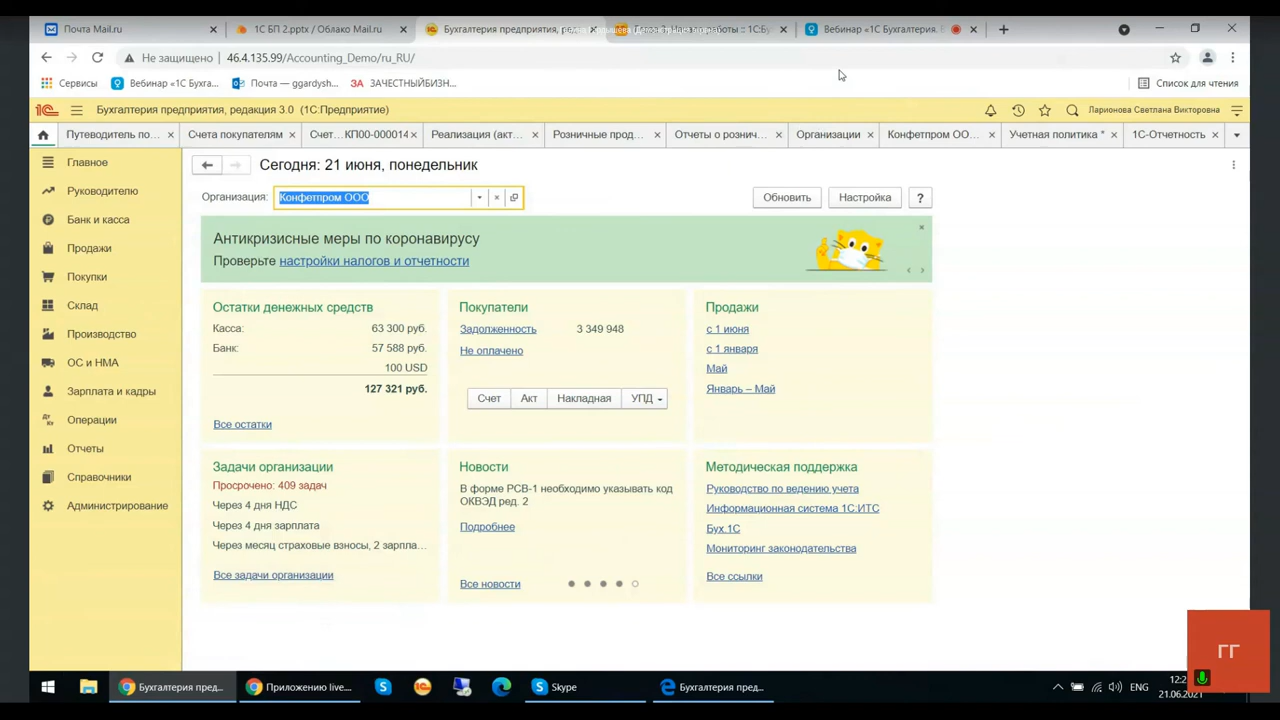 Почта Mail.ru
1С БП 2.pptx / Облако Mail.ru
Бухгалтерия предприятия,
:: 1С:Бу
Вебинар «1С Бухгалтерия.
Не защищено
46.4.135.99/Accounting_Demo/ru_RU/
Сервисы
Вебинар «1С Бухга...
Почта — ggardysh...
ЗАЧЕСТНЫЙБИЗН...
Список для чтения
Бухгалтерия предприятия, редакция 3.0 (1С:Предприятие)
Ларионова Светлана Викторовна
Путеводитель по...
Счета покупателям
Счет...КП00-000014
Реализация (акт...
Розничные прод...
Отчеты о рознич...
Организации
Конфетпром ОО...
Учетная политика *
1С-Отчетность
Главное
Руководителю
Банк и касса
Продажи
Покупки
Склад
Производство
ОС и НМА
Зарплата и кадры
Операции
Отчеты
Справочники
Администрирование
Сегодня: 21 июня, понедельник
Организация:
Конфетпром ООО
Обновить
Настройка
?
Антикризисные меры по коронавирусу
Проверьте настройки налогов и отчетности
Остатки денежных средств
Касса: 63 300 руб.
Банк: 57 588 руб.
100 USD
127 321 руб.
Все остатки
Покупатели
Задолженность 3 349 948
Не оплачено
Счет
Акт
Накладная
УПД
Продажи
с 1 июня
с 1 января
Май
Январь – Май
Задачи организации
Просрочено: 409 задач
Через 4 дня НДС
Через 4 дня зарплата
Через месяц страховые взносы, 2 зарпла...
Все задачи организации
Новости
В форме РСВ-1 необходимо указывать код
ОКВЭД ред. 2
Подробнее
Все новости
Методическая поддержка
Руководство по ведению учета
Информационная система 1С:ИТС
Бух.1С
Мониторинг законодательства
Все ссылки
ГГ
Бухгалтерия пред...
Приложению live....
Skype
Бухгалтерия пред...
ENG
12:2
21.06.2021